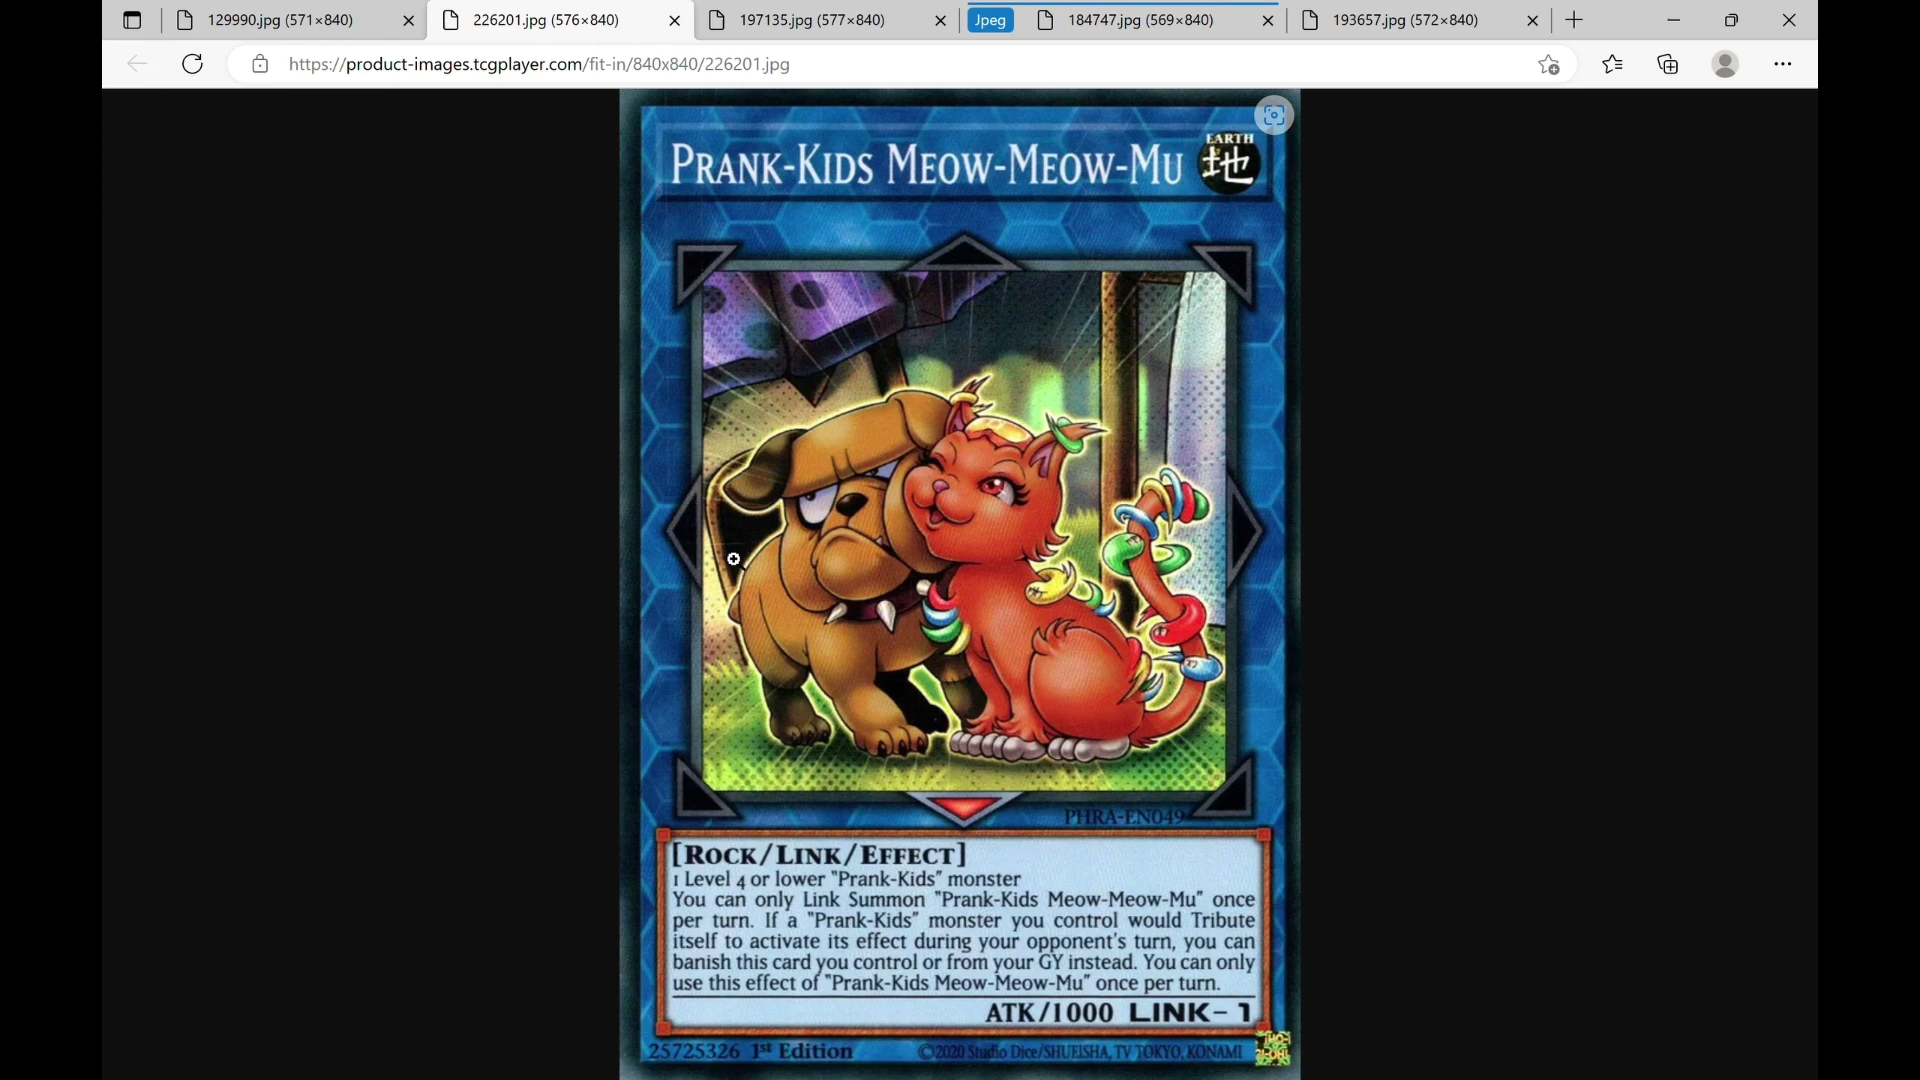 129990.jpg (571×840)
226201.jpg (576×840)
197135.jpg (577×840)
Jpeg
184747.jpg (569×840)
193657.jpg (572×840)
https://product-images.tcgplayer.com/fit-in/840x840/226201.jpg
PRANK-KIDS MEOW-MEOW-MU
EARTH
地
PHRA-EN049
[ROCK/LINK/EFFECT]
1 Level 4 or lower "Prank-Kids" monster
You can only Link Summon "Prank-Kids Meow-Meow-Mu" once
per turn. If a "Prank-Kids" monster you control would Tribute
itself to activate its effect during your opponent's turn, you can
banish this card you control or from your GY instead. You can only
use this effect of "Prank-Kids Meow-Meow-Mu" once per turn.
ATK/1000 LINK-1
25725326 1st Edition ©2020 Studio Dice/SHUEISHA, TV TOKYO, KONAMI